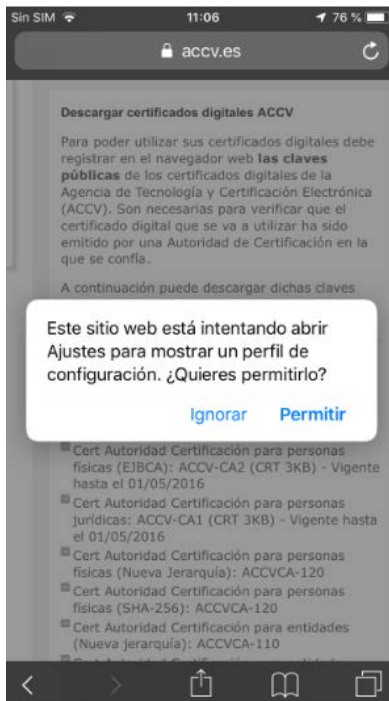 Sin SIM 11:06 76 %
accv.es
Descargar certificados digitales ACCV
Para poder utilizar sus certificados digitales debe
registrar en el navegador web las claves
públicas de los certificados digitales de la
Agencia de Tecnología y Certificación Electrónica
(ACCV). Son necesarias para verificar que el
certificado digital que se va a utilizar ha sido
emitido por una Autoridad de Certificación en la
que se confía.
A continuación puede descargar dichas claves
Este sitio web está intentando abrir
Ajustes para mostrar un perfil de
configuración. ¿Quieres permitirlo?
Ignorar Permitir
Cert Autoridad Certificación para personas
físicas (EJBCA): ACCV-CA2 (CRT 3KB) - Vigente
hasta el 01/05/2016
Cert Autoridad Certificación para personas
jurídicas: ACCV-CA1 (CRT 3KB) - Vigente hasta
el 01/05/2016
Cert Autoridad Certificación para personas
físicas (Nueva Jerarquía): ACCVCA-120
Cert Autoridad Certificación para personas
físicas (SHA-256): ACCVCA-120
Cert Autoridad Certificación para entidades
(Nueva jerarquía): ACCVCA-110